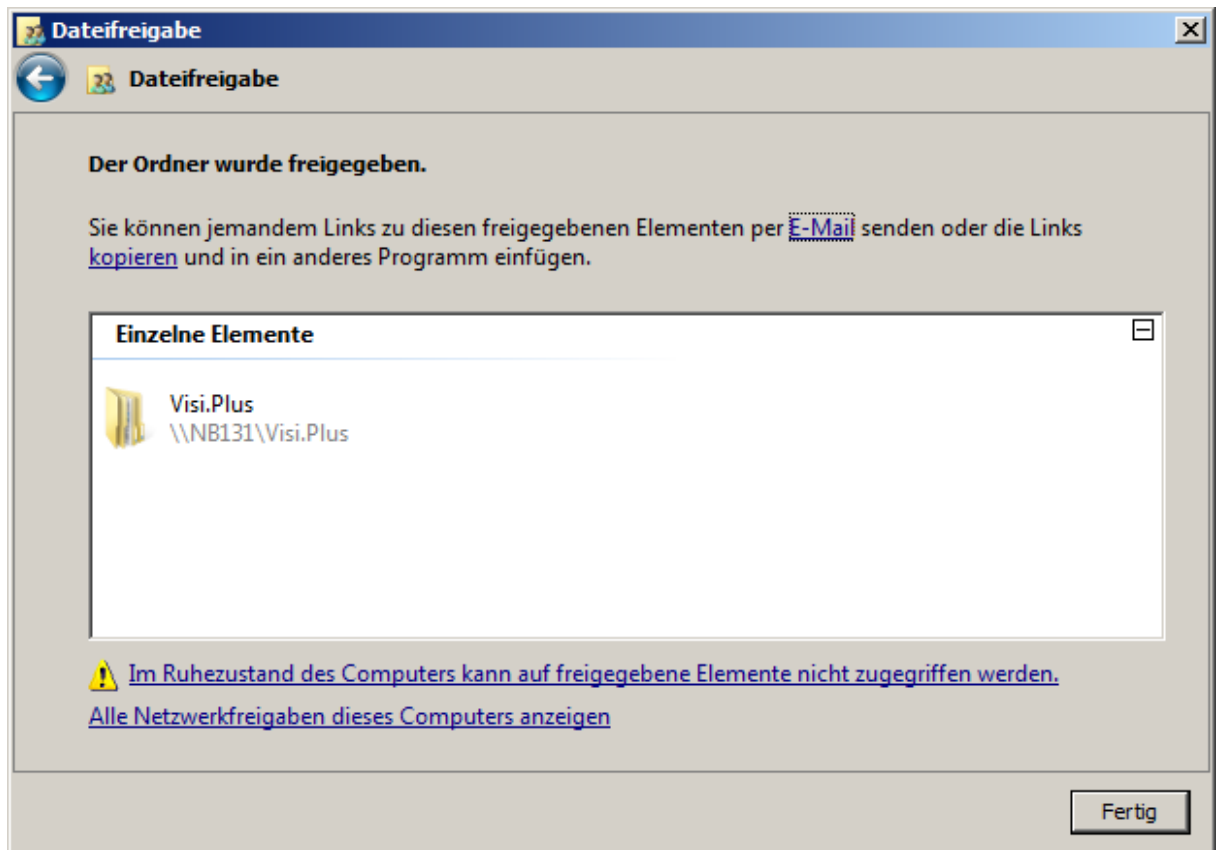 Dateifreigabe
Dateifreigabe
Der Ordner wurde freigegeben.
Sie können jemandem Links zu diesen freigegebenen Elementen per E-Mail senden oder die Links
kopieren und in ein anderes Programm einfügen.
Einzelne Elemente
Visi.Plus
\\NB131\Visi.Plus
Im Ruhezustand des Computers kann auf freigegebene Elemente nicht zugegriffen werden.
Alle Netzwerkfreigaben dieses Computers anzeigen
Fertig